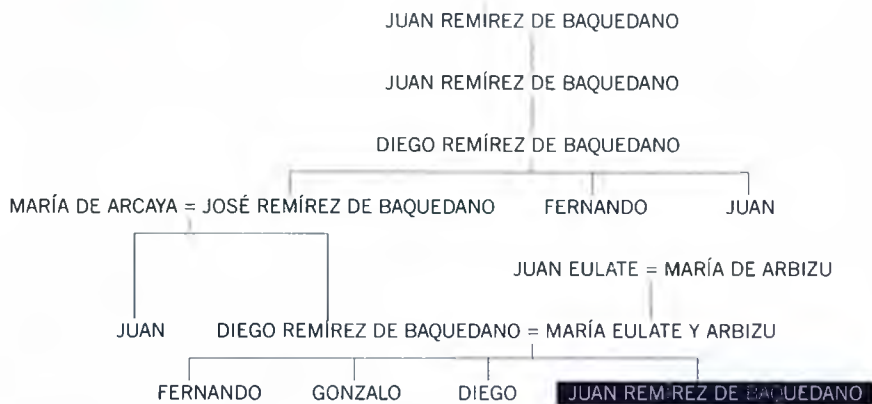 JUAN REMÍREZ DE BAQUEDANO
JUAN REMÍREZ DE BAQUEDANO
DIEGO REMÍREZ DE BAQUEDANO
MARÍA DE ARCAYA = JOSÉ REMÍREZ DE BAQUEDANO FERNANDO JUAN
JUAN EULATE = MARÍA DE ARBIZU
JUAN DIEGO REMÍREZ DE BAQUEDANO = MARÍA EULATE Y ARBIZU
FERNANDO GONZALO DIEGO JUAN REMÍREZ DE BAQUEDANO